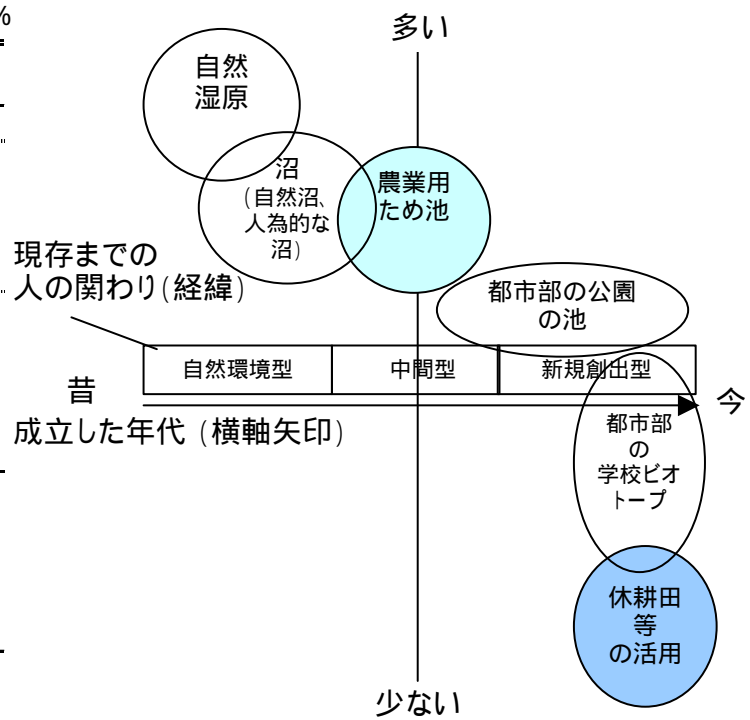 %
多い
自然
湿原
沼
(自然沼、
人為的な
沼)
農業用
ため池
現存までの
人の関わり(経緯)
都市部の公園
の池
自然環境型
中間型
新規創出型
昔
今
成立した年代 (横軸矢印)
都市部
の
学校ビオ
トープ
休耕田
等
の活用
少ない